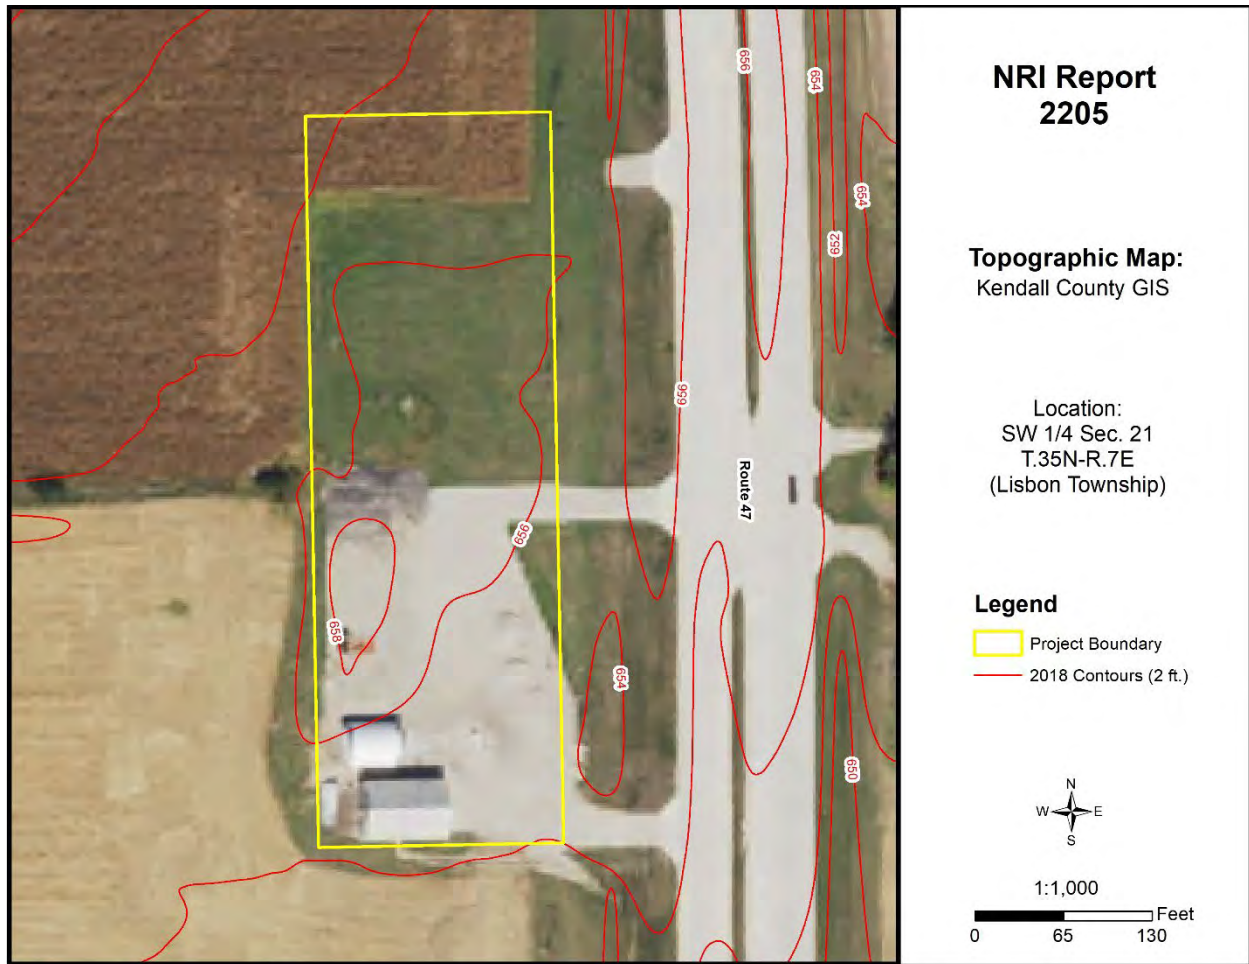 NRI Report
2205
Topographic Map:
Kendall County GIS
Location:
SW 1/4 Sec. 21
T.35N-R.7E
(Lisbon Township)
Legend
Project Boundary
2018 Contours (2 ft.)
N
W
E
S
1:1,000
Feet
0
65
130
656
654
654
652
656
Route 47
656
658
654
650